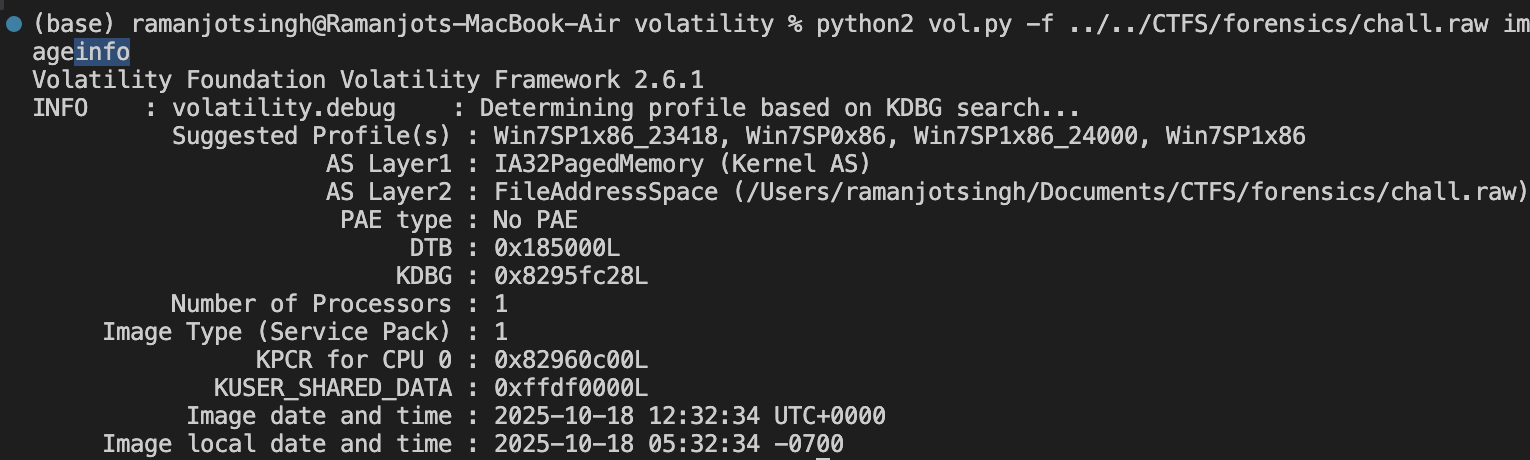 (base) ramanjotsingh@Ramanjots-MacBook-Air volatility % python2 vol.py -f ../../CTFS/forensics/chall.raw im
ageinfo
Volatility Foundation Volatility Framework 2.6.1
INFO    : volatility.debug    : Determining profile based on KDBG search...
Suggested Profile(s) : Win7SP1x86_23418, Win7SP0x86, Win7SP1x86_24000, Win7SP1x86
AS Layer1 : IA32PagedMemory (Kernel AS)
AS Layer2 : FileAddressSpace (/Users/ramanjotsingh/Documents/CTFS/forensics/chall.raw)
PAE type : No PAE
DTB : 0x185000L
KDBG : 0x8295fc28L
Number of Processors : 1
Image Type (Service Pack) : 1
KPCR for CPU 0 : 0x82960c00L
KUSER_SHARED_DATA : 0xffdf0000L
Image date and time : 2025-10-18 12:32:34 UTC+0000
Image local date and time : 2025-10-18 05:32:34 -0700